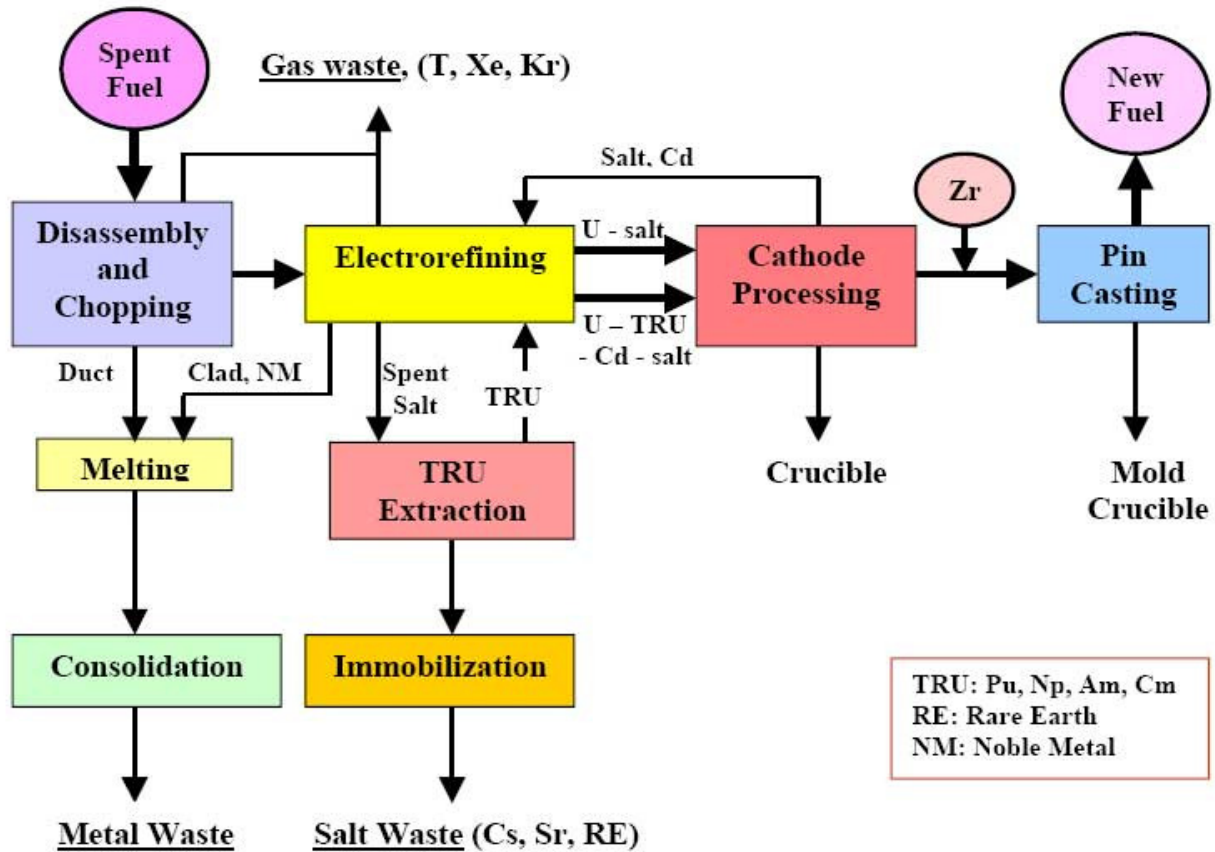 Spent
Fuel
Gas waste, (T, Xe, Kr)
New
Fuel
Salt, Cd
Zr
Disassembly
and
Chopping
Electrorefining
U - salt
U – TRU
- Cd - salt
Cathode
Processing
Pin
Casting
Duct
Clad, NM
Spent
Salt
TRU
Melting
TRU
Extraction
Crucible
Mold
Crucible
Consolidation
Immobilization
TRU: Pu, Np, Am, Cm
RE: Rare Earth
NM: Noble Metal
Metal Waste
Salt Waste (Cs, Sr, RE)